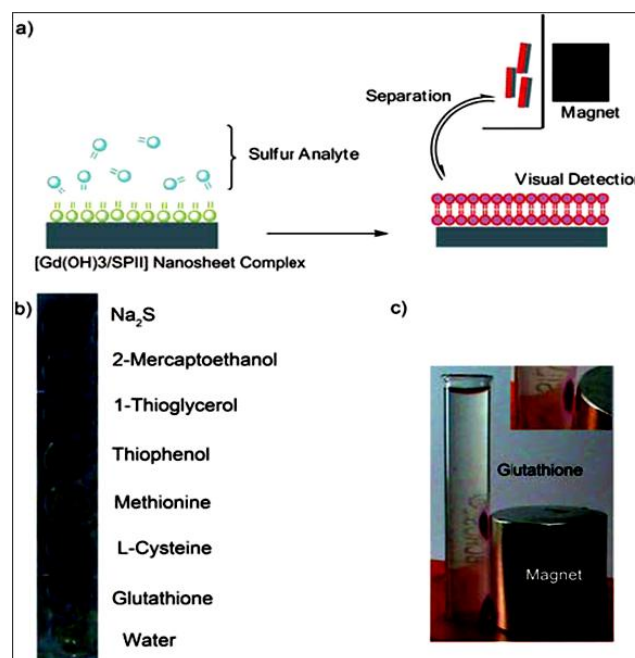 a)
Separation
Magnet
Sulfur Analyte
Visual Detection
[Gd(OH)3/SPII] Nanosheet Complex
b)
Na₂S
2-Mercaptoethanol
1-Thioglycerol
Thiophenol
Methionine
L-Cysteine
Glutathione
Water
c)
Glutathione
Magnet